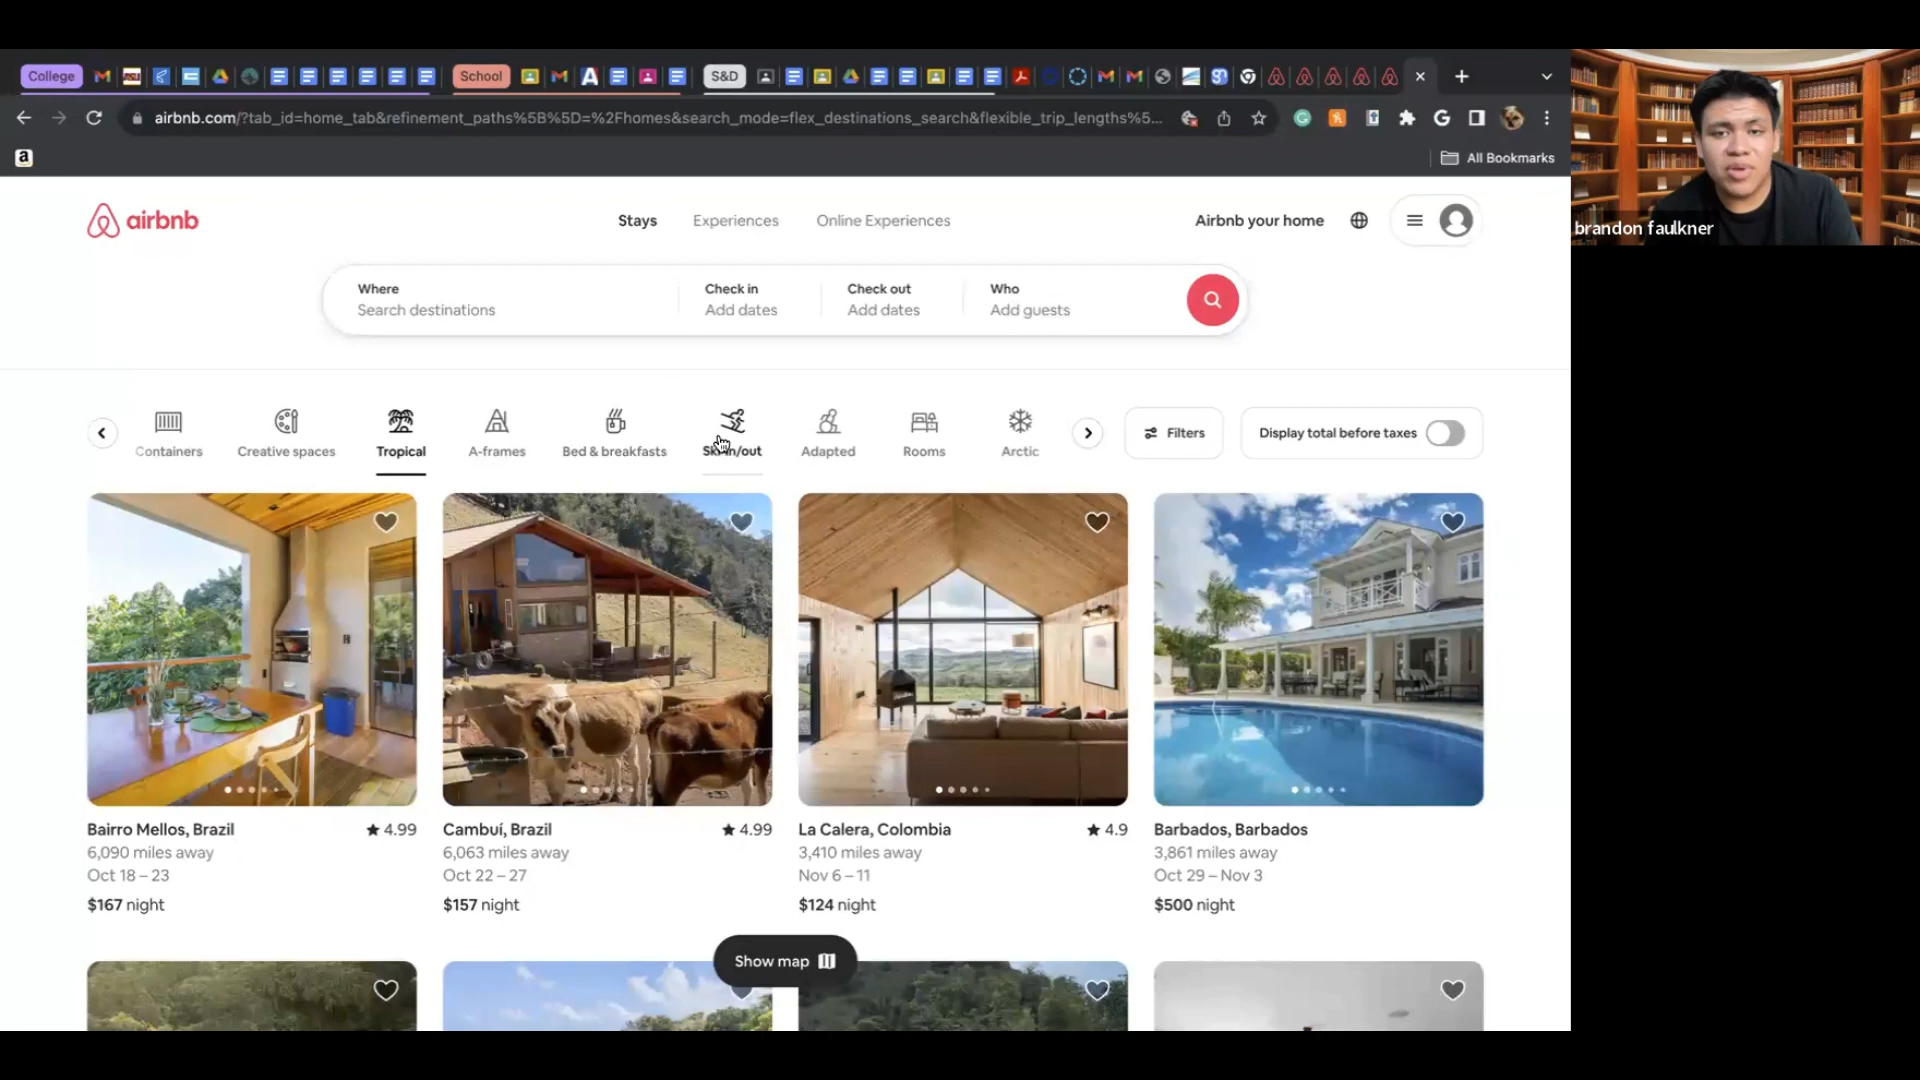 College
School
S&D
airbnb.com/?tab_id=home_tab&refinement_paths%5B%5D=%2Fhomes&search_mode=flex_destinations_search&flexible_trip_lengths%5...
All Bookmarks
brandon faulkner
airbnb
Stays
Experiences
Online Experiences
Airbnb your home
Where
Search destinations
Check in
Add dates
Check out
Add dates
Who
Add guests
Containers
Creative spaces
Tropical
A-frames
Bed & breakfasts
Ski-in/out
Adapted
Rooms
Arctic
Filters
Display total before taxes
Bairro Mellos, Brazil 4.99
6,090 miles away
Oct 18 – 23
$167 night
Cambuí, Brazil 4.99
6,063 miles away
Oct 22 – 27
$157 night
La Calera, Colombia 4.9
3,410 miles away
Nov 6 – 11
$124 night
Barbados, Barbados
3,861 miles away
Oct 29 – Nov 3
$500 night
Show map